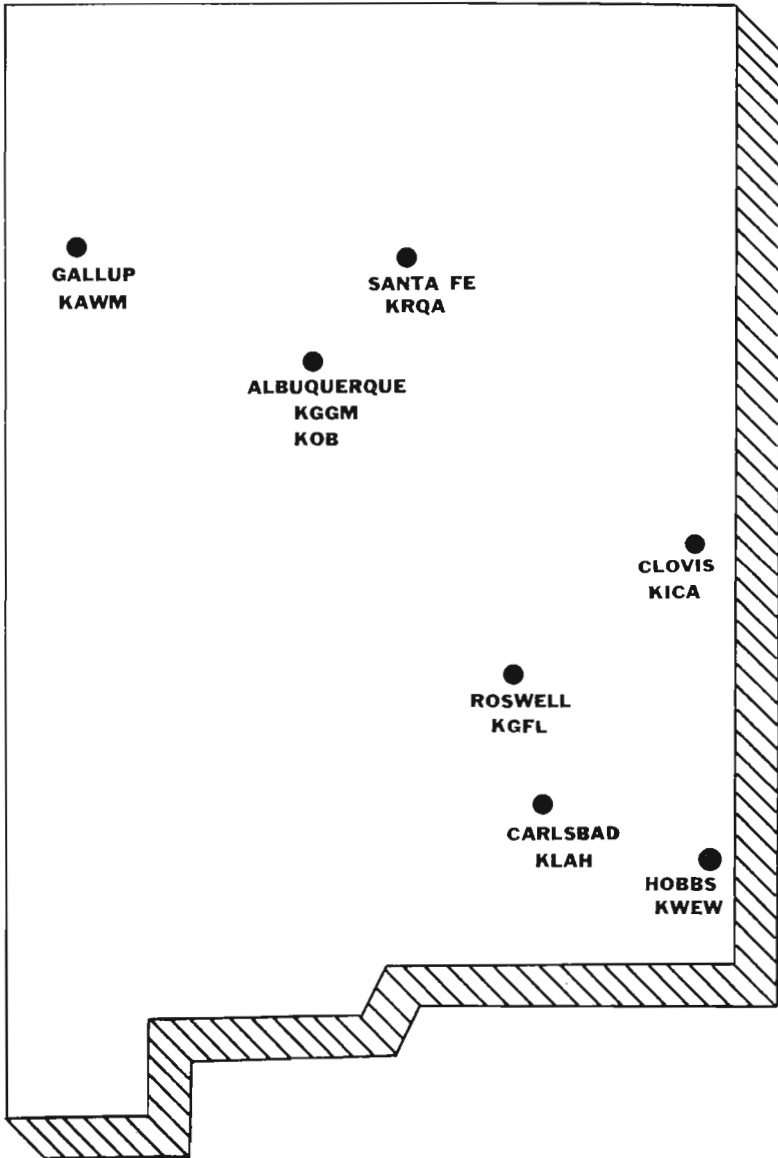 GALLUP
KAWM
SANTA FE
KRQA
ALBUQUERQUE
KGGM
KOB
CLOVIS
KICA
ROSWELL
KGFL
CARLSBAD
KLAH
HOBBS
KWEW